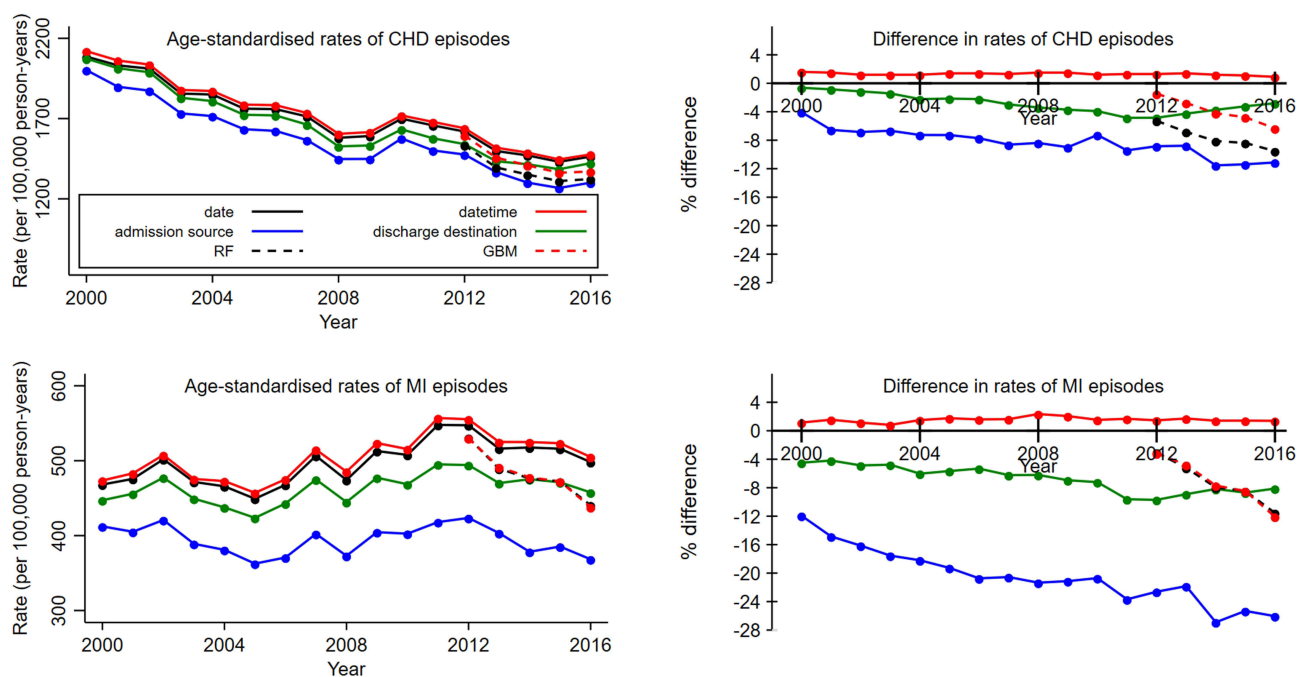 Age-standardised rates of CHD episodes
Rate (per 100,000 person-years)
2200
1700
1200
date
datetime
admission source
discharge destination
RF
GBM
2000 2004 2008 2012 2016
Year
Difference in rates of CHD episodes
% difference
4
0
-4
-8
-12
-16
-20
-24
-28
2000 2004 2008 2012 2016
Year
Age-standardised rates of MI episodes
Rate (per 100,000 person-years)
600
500
400
300
2000 2004 2008 2012 2016
Year
Difference in rates of MI episodes
% difference
4
0
-4
-8
-12
-16
-20
-24
-28
2000 2004 2008 2012 2016
Year